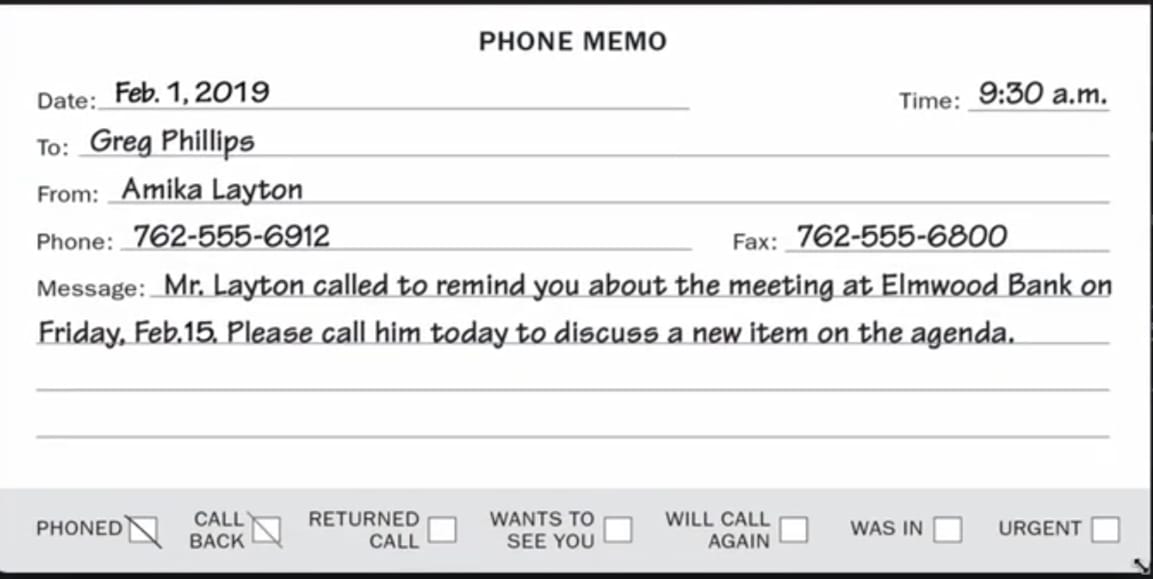 PHONE MEMO
Date: Feb. 1, 2019 Time: 9:30 a.m.
To: Greg Phillips
From: Amika Layton
Phone: 762-555-6912 Fax: 762-555-6800
Message: Mr. Layton called to remind you about the meeting at Elmwood Bank on
Friday, Feb.15. Please call him today to discuss a new item on the agenda.
PHONED CALL BACK RETURNED CALL WANTS TO SEE YOU WILL CALL AGAIN WAS IN URGENT